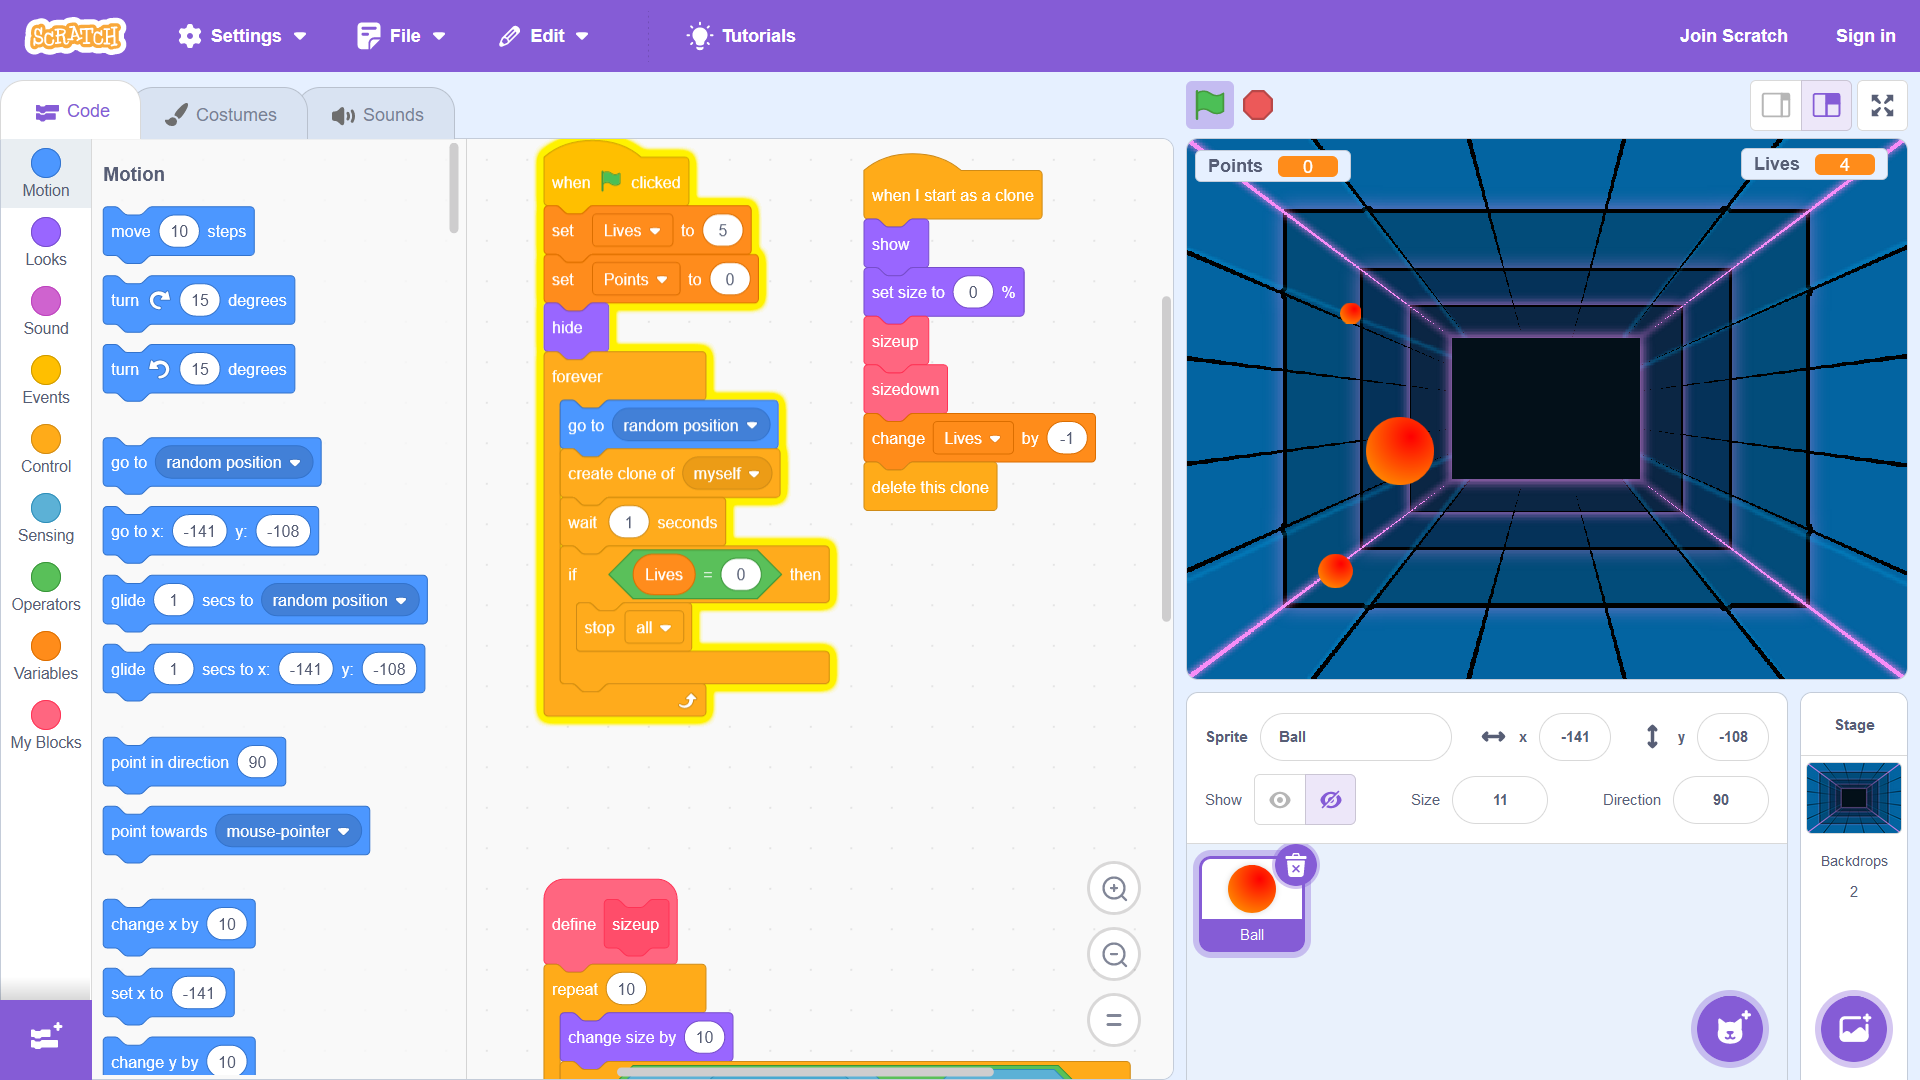 SCRATCH
Settings
File
Edit
Tutorials
Join Scratch
Sign in
Code
Costumes
Sounds
Motion
Looks
Sound
Events
Control
Sensing
Operators
Variables
My Blocks
Motion
move 10 steps
turn 15 degrees
turn 15 degrees
go to random position
go to x: -141 y: -108
glide 1 secs to random position
glide 1 secs to x: -141 y: -108
point in direction 90
point towards mouse-pointer
change x by 10
set x to -141
change y by 10
when clicked
set Lives to 5
set Points to 0
hide
forever
go to random position
create clone of myself
wait 1 seconds
if Lives = 0 then
stop all
when I start as a clone
show
set size to 0 %
sizeup
sizedown
change Lives by -1
delete this clone
define sizeup
repeat 10
change size by 10
Points 0
Lives 4
Sprite Ball
x -141
y -108
Show
Size 11
Direction 90
Ball
Stage
Backdrops
2